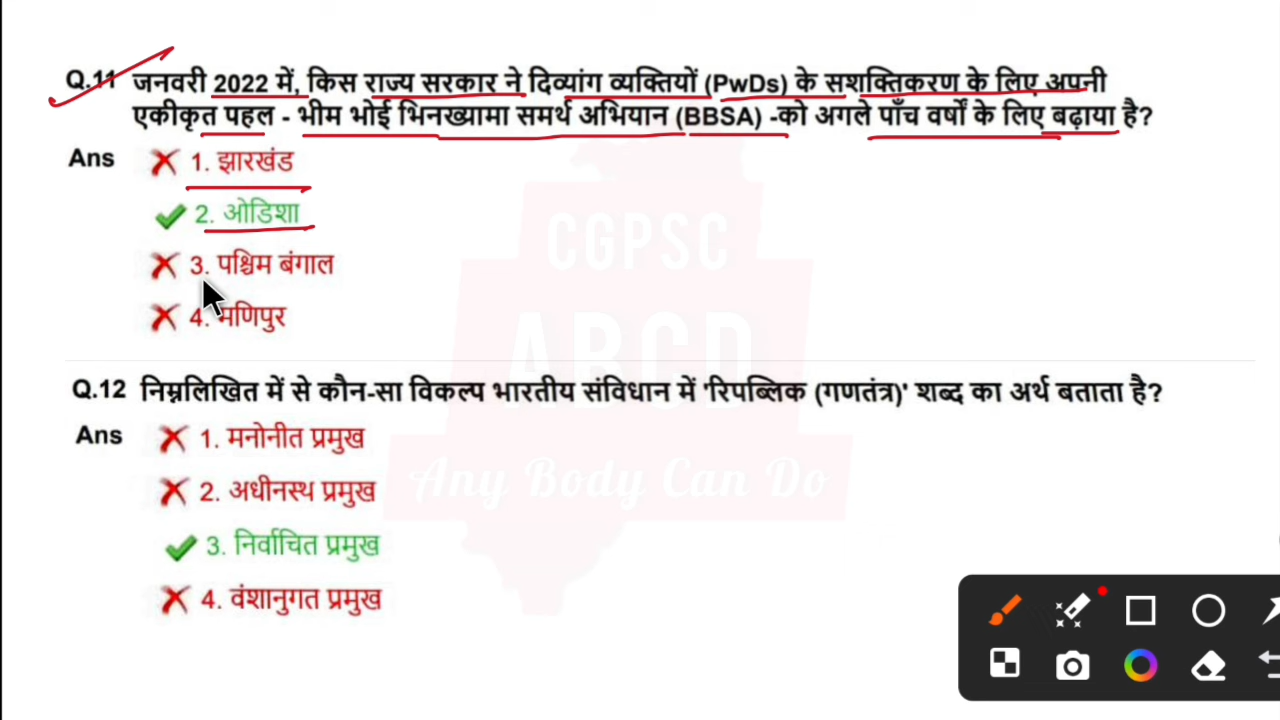 Q.11 जनवरी 2022 में, किस राज्य सरकार ने दिव्यांग व्यक्तियों (PwDs) के सशक्तिकरण के लिए अपनी
एकीकृत पहल - भीम भोई भिनख्यामा समर्थ अभियान (BBSA) -को अगले पाँच वर्षों के लिए बढ़ाया है?
Ans 1. झारखंड
2. ओडिशा
3. पश्चिम बंगाल
4. मणिपुर
CGPSC
ABCD
Any Body Can Do
Q.12 निम्नलिखित में से कौन-सा विकल्प भारतीय संविधान में 'रिपब्लिक (गणतंत्र)' शब्द का अर्थ बताता है?
Ans 1. मनोनीत प्रमुख
2. अधीनस्थ प्रमुख
3. निर्वाचित प्रमुख
4. वंशानुगत प्रमुख